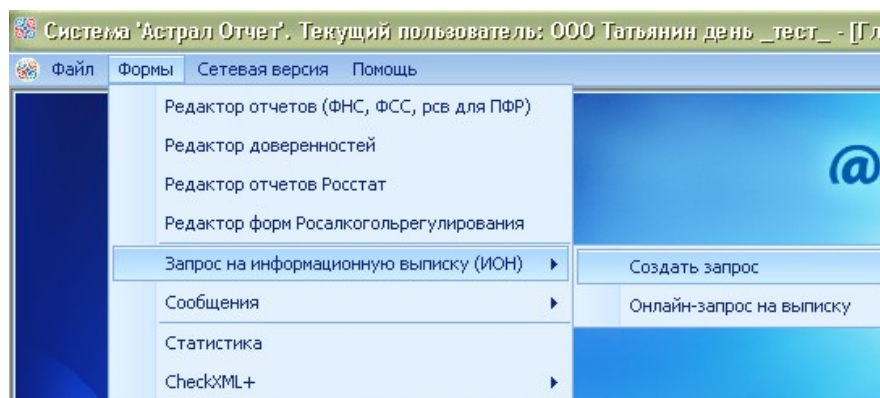 Система 'Астрал Отчет'. Текущий пользователь: ООО Татьянин день _тест_ - [Гл
Файл Формы Сетевая версия Помощь
Редактор отчетов (ФНС, ФСС, рсв для ПФР)
Редактор доверенностей
@
Редактор отчетов Росстат
Редактор форм Росалкогольрегулирования
Запрос на информационную выписку (ИОН) Создать запрос
Сообщения Онлайн-запрос на выписку
Статистика
CheckXML+